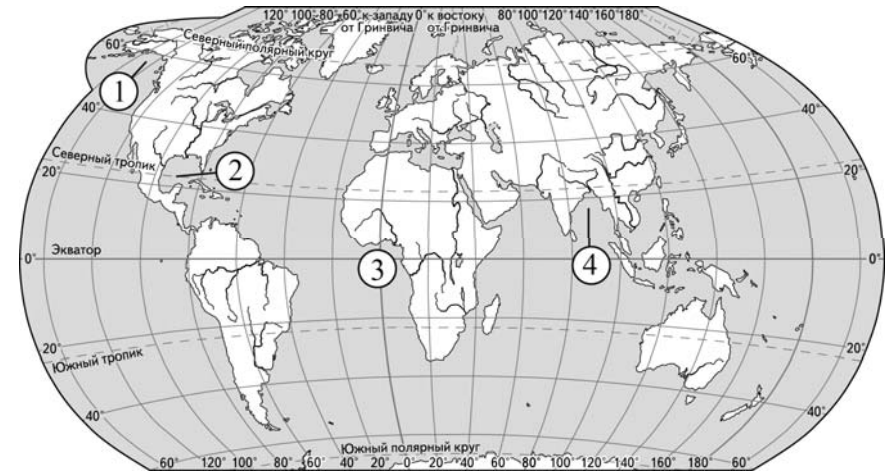 120° 100° 80° 60° к западу 0° к востоку 80° 100° 120° 140° 160° 180°
от Гринвича от Гринвича
Северный полярный круг
60° 60°
1
40° 40°
Северный тропик
2
20° 20°
Экватор
0° 3 4 0°
20° 20°
Южный тропик
40° 40°
Южный полярный круг
60° 120° 100° 80° 60° 40° 20° 0° 20° 40° 60° 80° 100° 120° 140° 160° 180° 60°